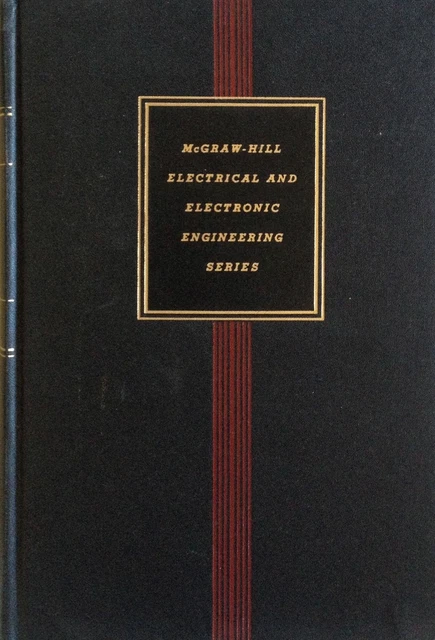 McGRAW-HILL
ELECTRICAL AND
ELECTRONIC
ENGINEERING
SERIES